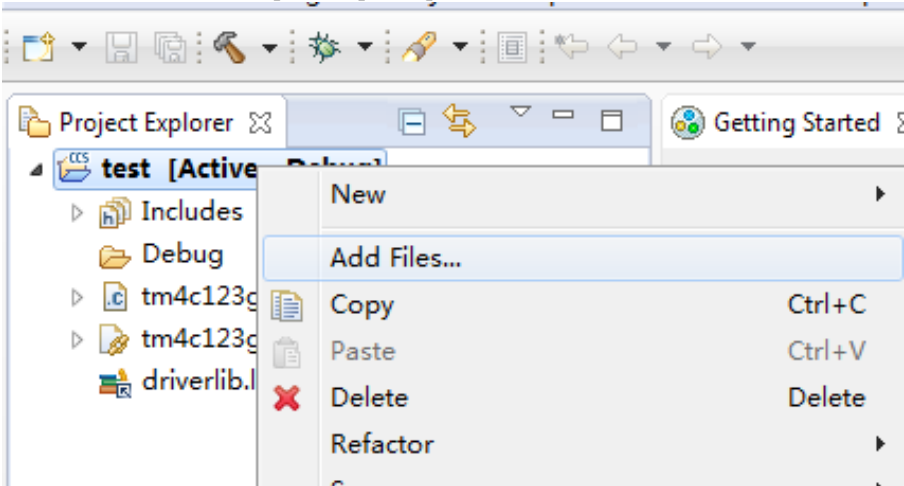 Project Explorer
Getting Started
test [Active - Debug]
Includes
New
Debug
Add Files...
tm4c123g
Copy Ctrl+C
tm4c123g
Paste Ctrl+V
driverlib.l
Delete Delete
Refactor